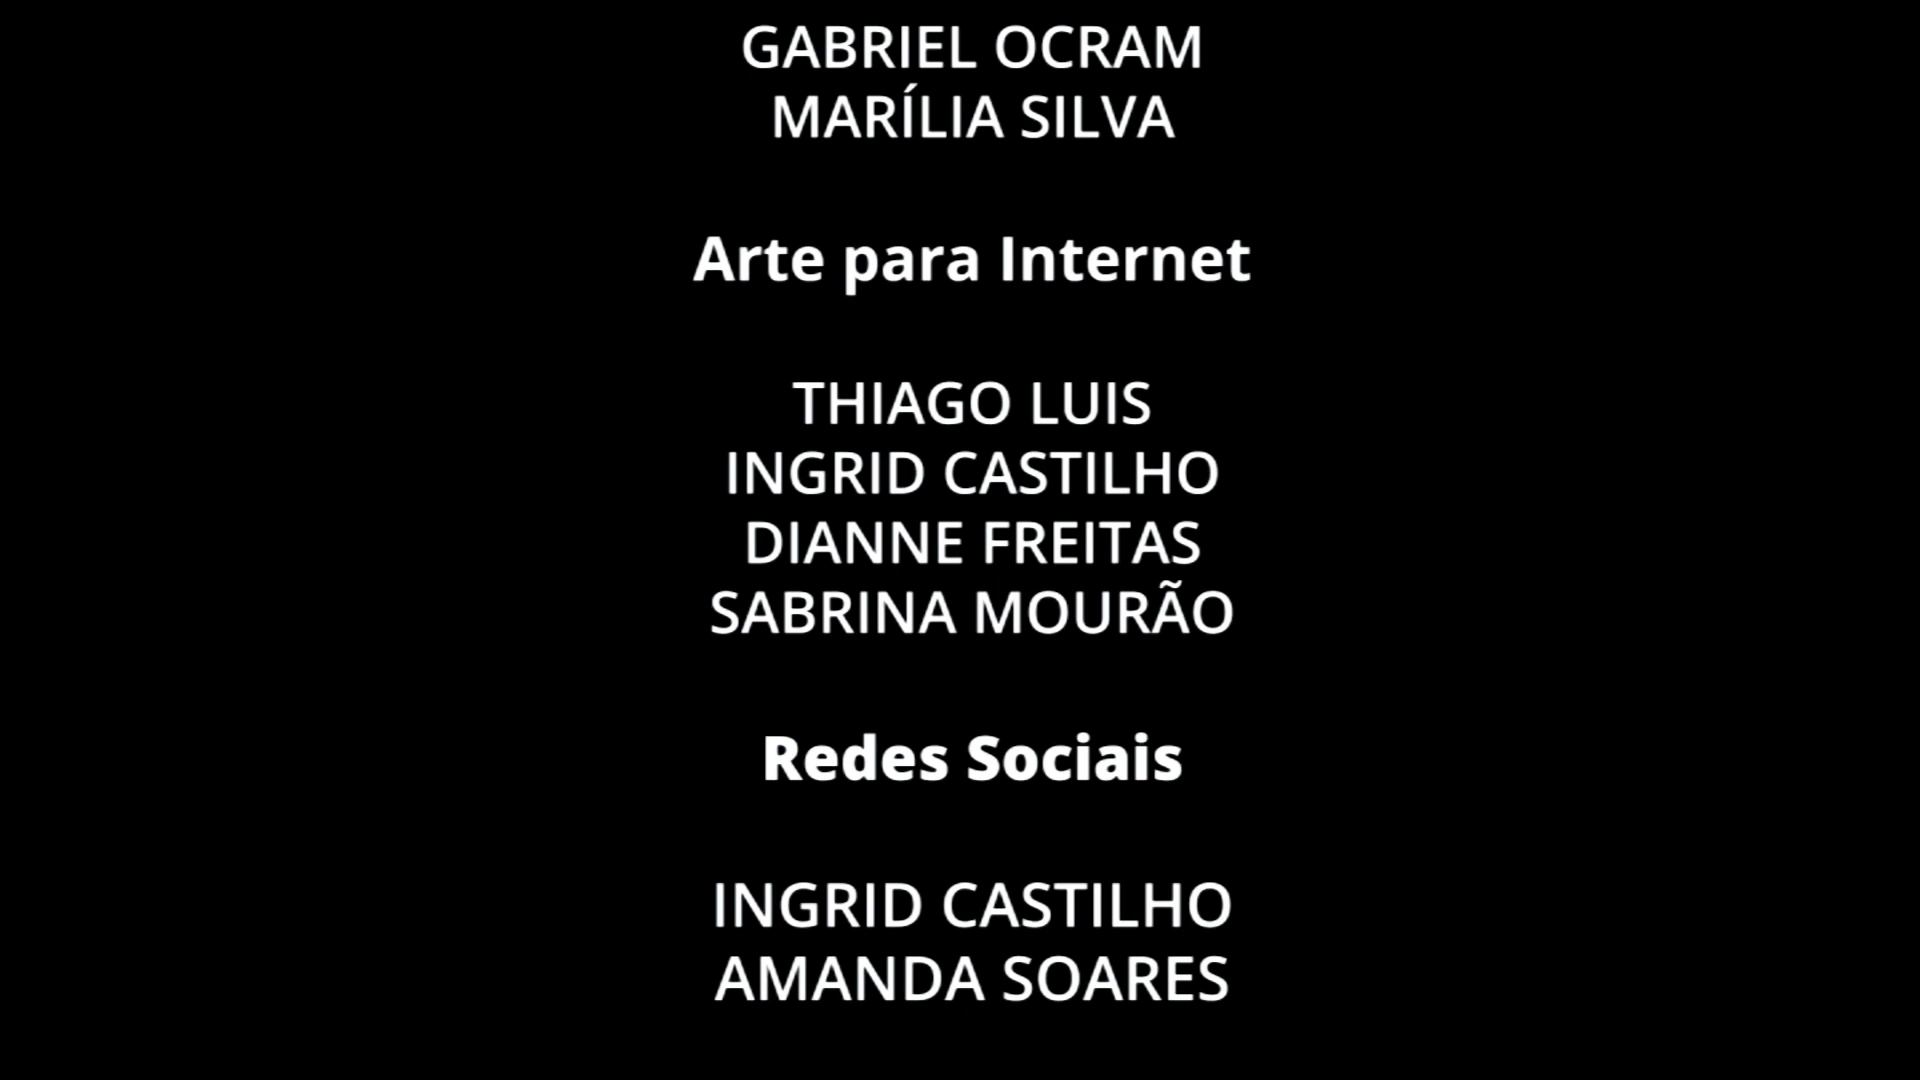 GABRIEL OCRAM
MARÍLIA SILVA
Arte para Internet
THIAGO LUIS
INGRID CASTILHO
DIANNE FREITAS
SABRINA MOURÃO
Redes Sociais
INGRID CASTILHO
AMANDA SOARES